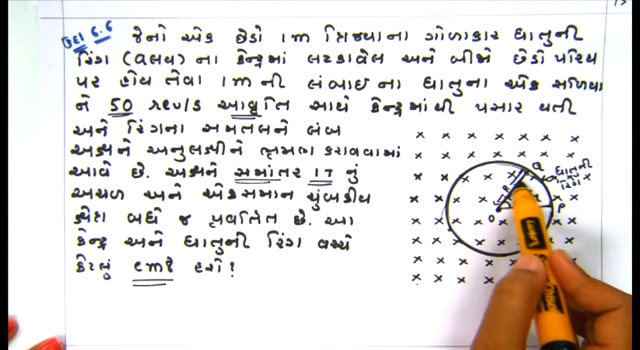 ઉદા 6.6 જેનો એક છેડો 1m ત્રિજ્યાના ગોળાકાર ધાતુની
રિંગ (વલય) ના કેન્દ્રમાં લટકાવેલ અને બીજો છેડો પરિઘ
પર હોય તેવા 1m ની લંબાઈ ના ધાતુના એક સળિયા
ને 50 rev/s આવૃતિ સાથે કેન્દ્રમાંથી પસાર થતી
અને રિંગના સમતલને લંબ
અક્ષને અનુલક્ષીને ભ્રમણ કરાવવામાં
આવે છે. અક્ષને સમાંતર 1T નું
અચળ અને એકસમાન ચુંબકીય
ક્ષેત્ર બધે જ પ્રવર્તિત છે. આ
કેન્દ્ર અને ધાતુની રિંગ વચ્ચે
કેટલું emf હશે?
Q
ધાતુની
રિંગ
R
O
P